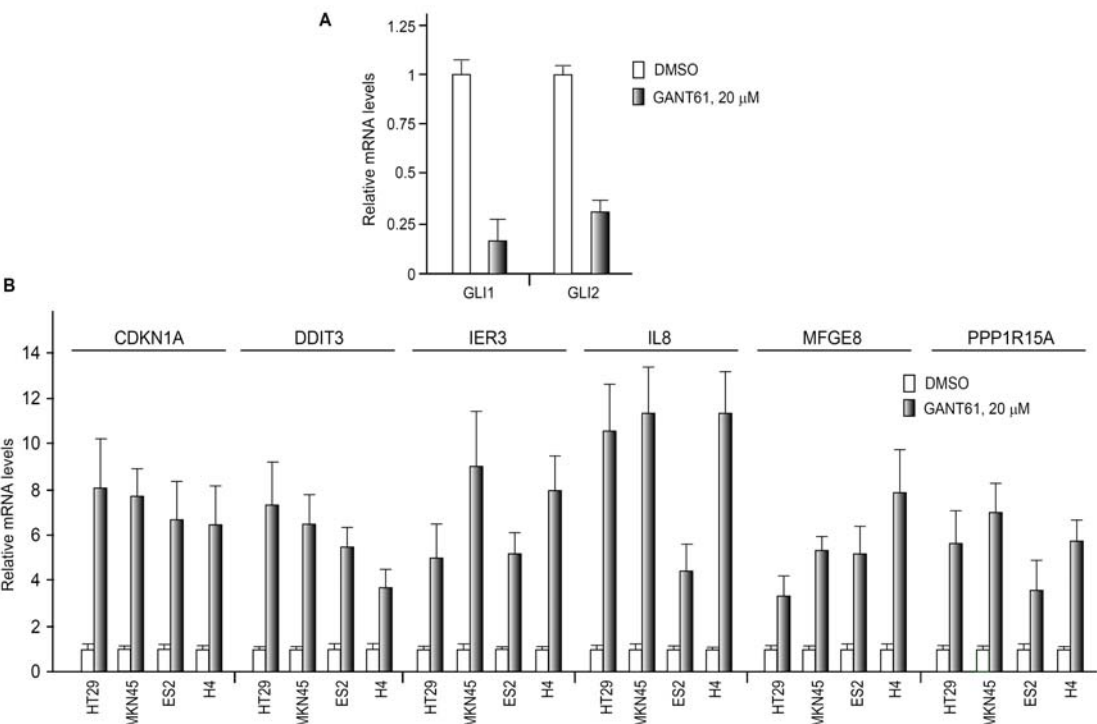 A
Relative mRNA levels
1.25
1
0.75
0.5
0.25
0
GLI1 GLI2
DMSO
GANT61, 20 μM
B
Relative mRNA levels
14
12
10
8
6
4
2
0
CDKN1A DDIT3 IER3 IL8 MFGE8 PPP1R15A
DMSO
GANT61, 20 μM
HT29 MKN45 ES2 H4 HT29 MKN45 ES2 H4 HT29 MKN45 ES2 H4 HT29 MKN45 ES2 H4 HT29 MKN45 ES2 H4 HT29 MKN45 ES2 H4